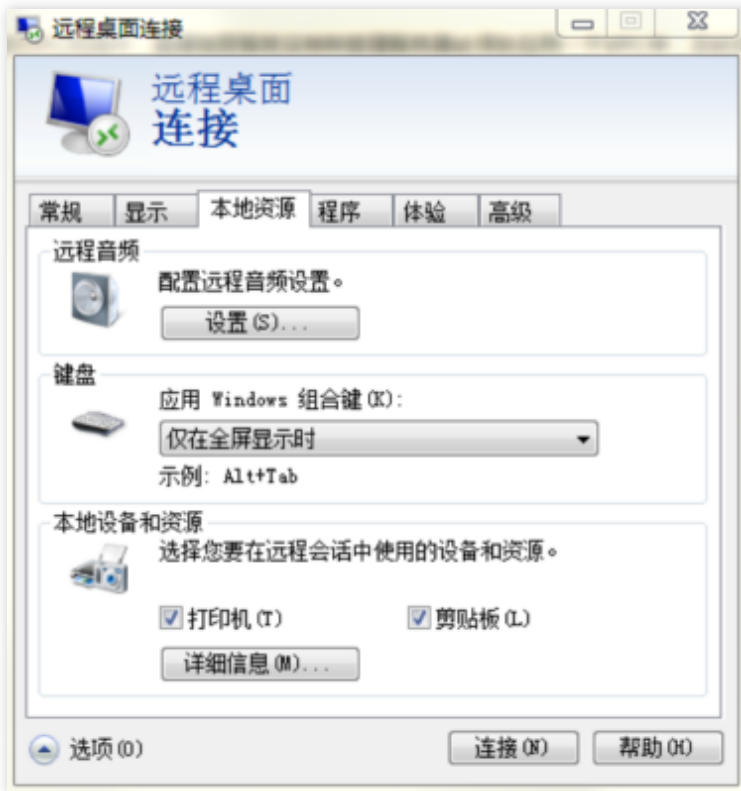 远程桌面连接
远程桌面
连接
常规 显示 本地资源 程序 体验 高级
远程音频
配置远程音频设置。
设置(S)...
键盘
应用 Windows 组合键(K):
仅在全屏显示时
示例: Alt+Tab
本地设备和资源
选择您要在远程会话中使用的设备和资源。
打印机(T) 剪贴板(L)
详细信息(M)...
选项(O) 连接(N) 帮助(H)